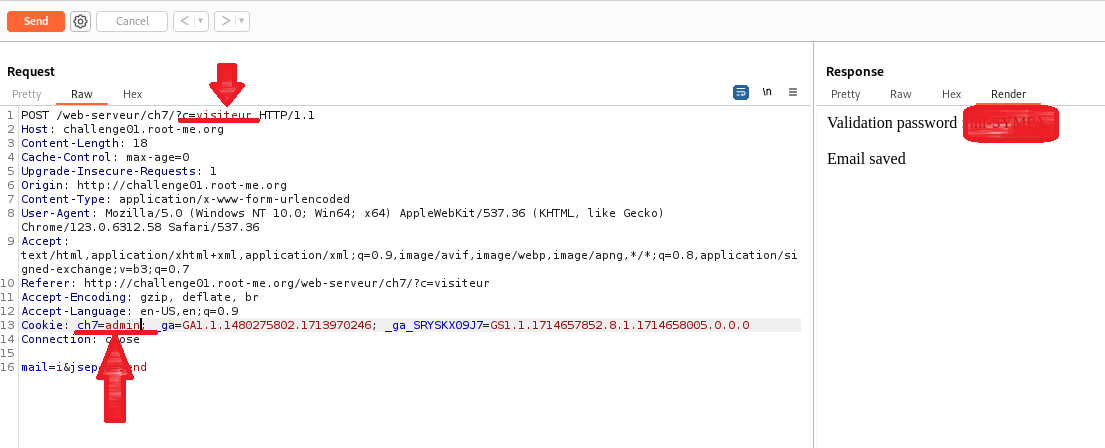 Send Cancel < | > |
Request
Pretty Raw Hex \n
1 POST /web-serveur/ch7/?c=visiteur HTTP/1.1
2 Host: challenge01.root-me.org
3 Content-Length: 18
4 Cache-Control: max-age=0
5 Upgrade-Insecure-Requests: 1
6 Origin: http://challenge01.root-me.org
7 Content-Type: application/x-www-form-urlencoded
8 User-Agent: Mozilla/5.0 (Windows NT 10.0; Win64; x64) AppleWebKit/537.36 (KHTML, like Gecko)
Chrome/123.0.6312.58 Safari/537.36
9 Accept:
text/html,application/xhtml+xml,application/xml;q=0.9,image/avif,image/webp,image/apng,*/*;q=0.8,application/si
gned-exchange;v=b3;q=0.7
10 Referer: http://challenge01.root-me.org/web-serveur/ch7/?c=visiteur
11 Accept-Encoding: gzip, deflate, br
12 Accept-Language: en-US,en;q=0.9
13 Cookie: ch7=admin; _ga=GA1.1.1480275802.1713970246; _ga_SRYSKX09J7=GS1.1.1714657852.8.1.1714658005.0.0.0
14 Connection:
15
16
Response
Pretty Raw Hex Render
Validation password :
Email saved